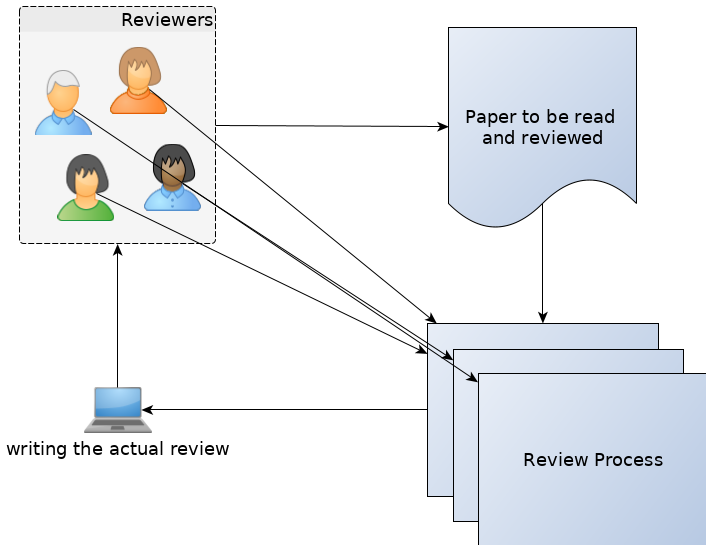 Reviewers
Paper to be read
and reviewed
writing the actual review
Review Process